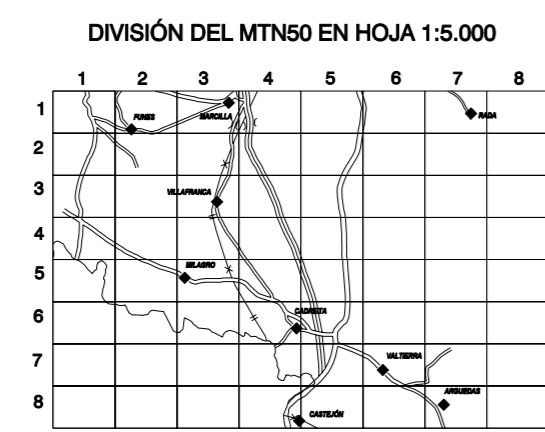 DIVISIÓN DEL MTN50 EN HOJA 1:5.000
1 2 3 4 5 6 7 8
1
FUNES
MARCILLA
RADA
2
3
VILLAFRANCA
4
5
MILAGRO
6
CADREITA
7
VALTIERRA
8
ARGUEDAS
CASTEJÓN